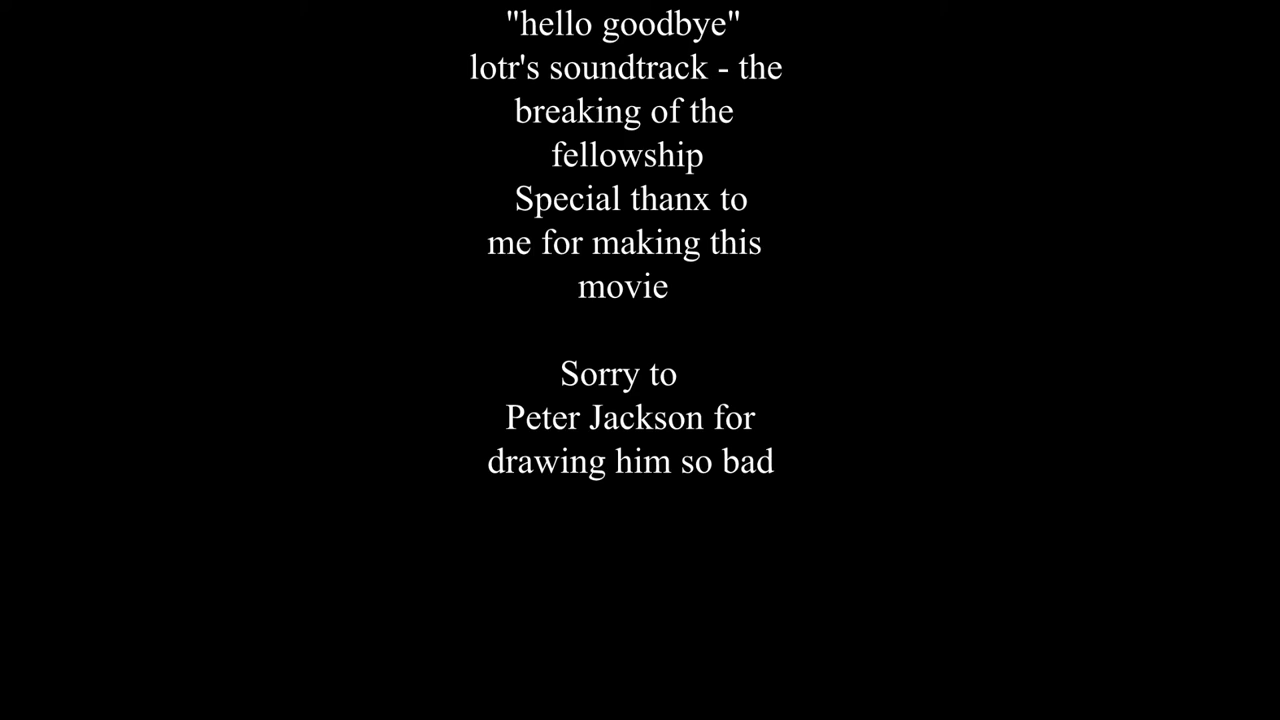 "hello goodbye"
lotr's soundtrack - the
breaking of the
fellowship
Special thanx to
me for making this
movie
Sorry to
Peter Jackson for
drawing him so bad